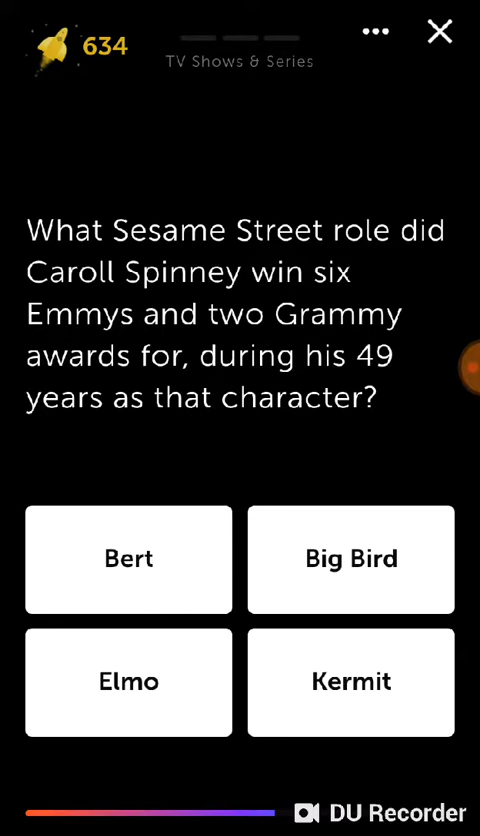 634
TV Shows & Series
What Sesame Street role did
Caroll Spinney win six
Emmys and two Grammy
awards for, during his 49
years as that character?
Bert
Big Bird
Elmo
Kermit
DU Recorder